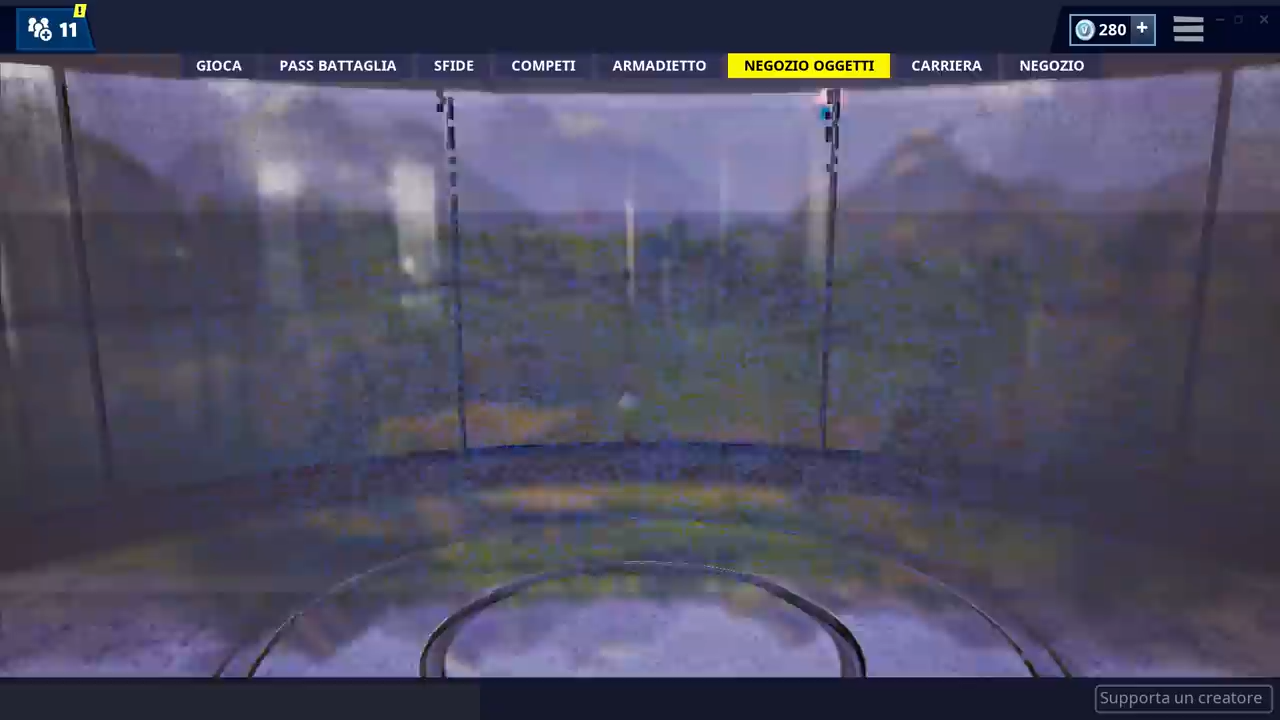 ! 11
280 +
GIOCA PASS BATTAGLIA SFIDE COMPETI ARMADIETTO NEGOZIO OGGETTI CARRIERA NEGOZIO
Supporta un creatore